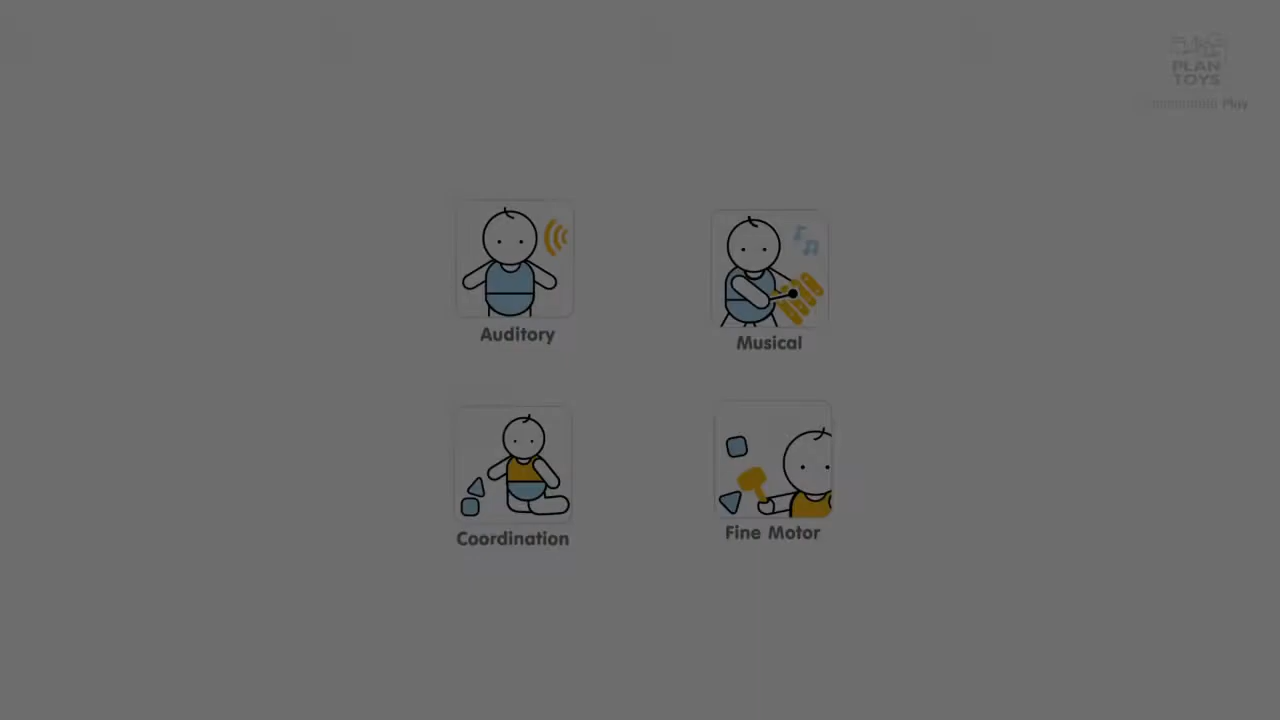 PLAN
TOYS
Play
Auditory
Musical
Coordination
Fine Motor